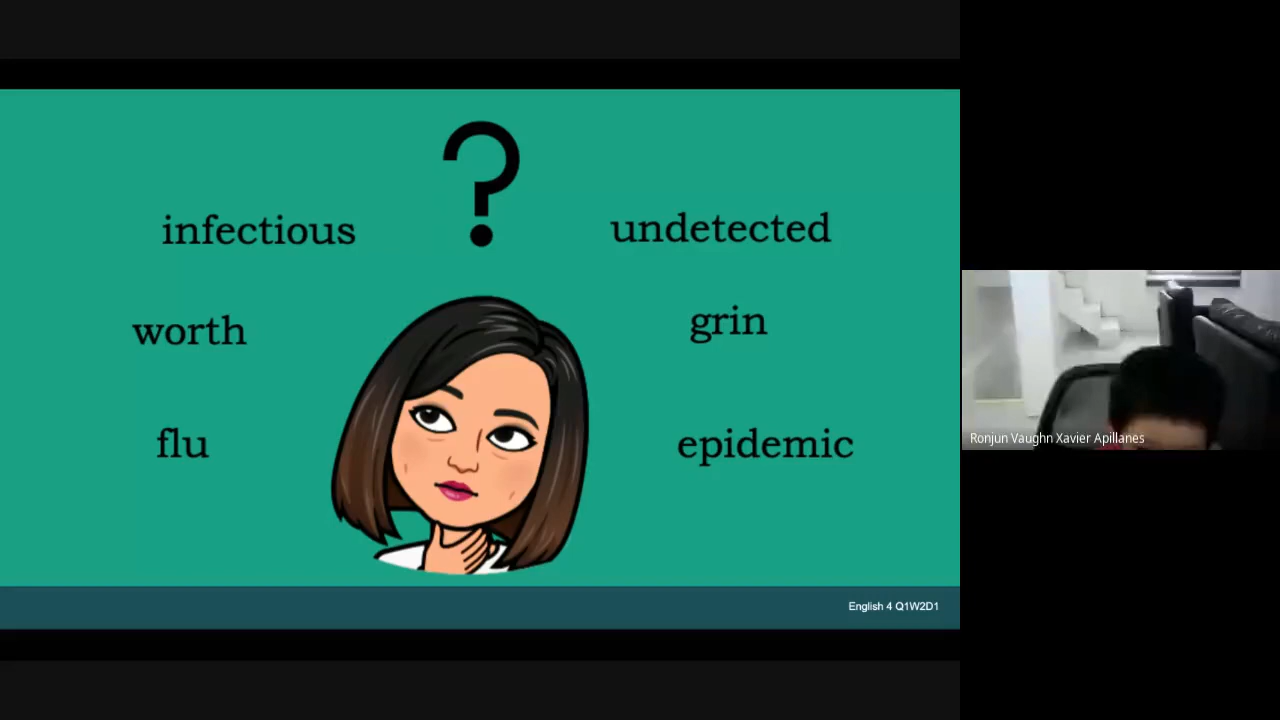 ?
infectious
undetected
worth
grin
flu
epidemic
English 4 Q1W2D1
Ronjun Vaughn Xavier Apillanes